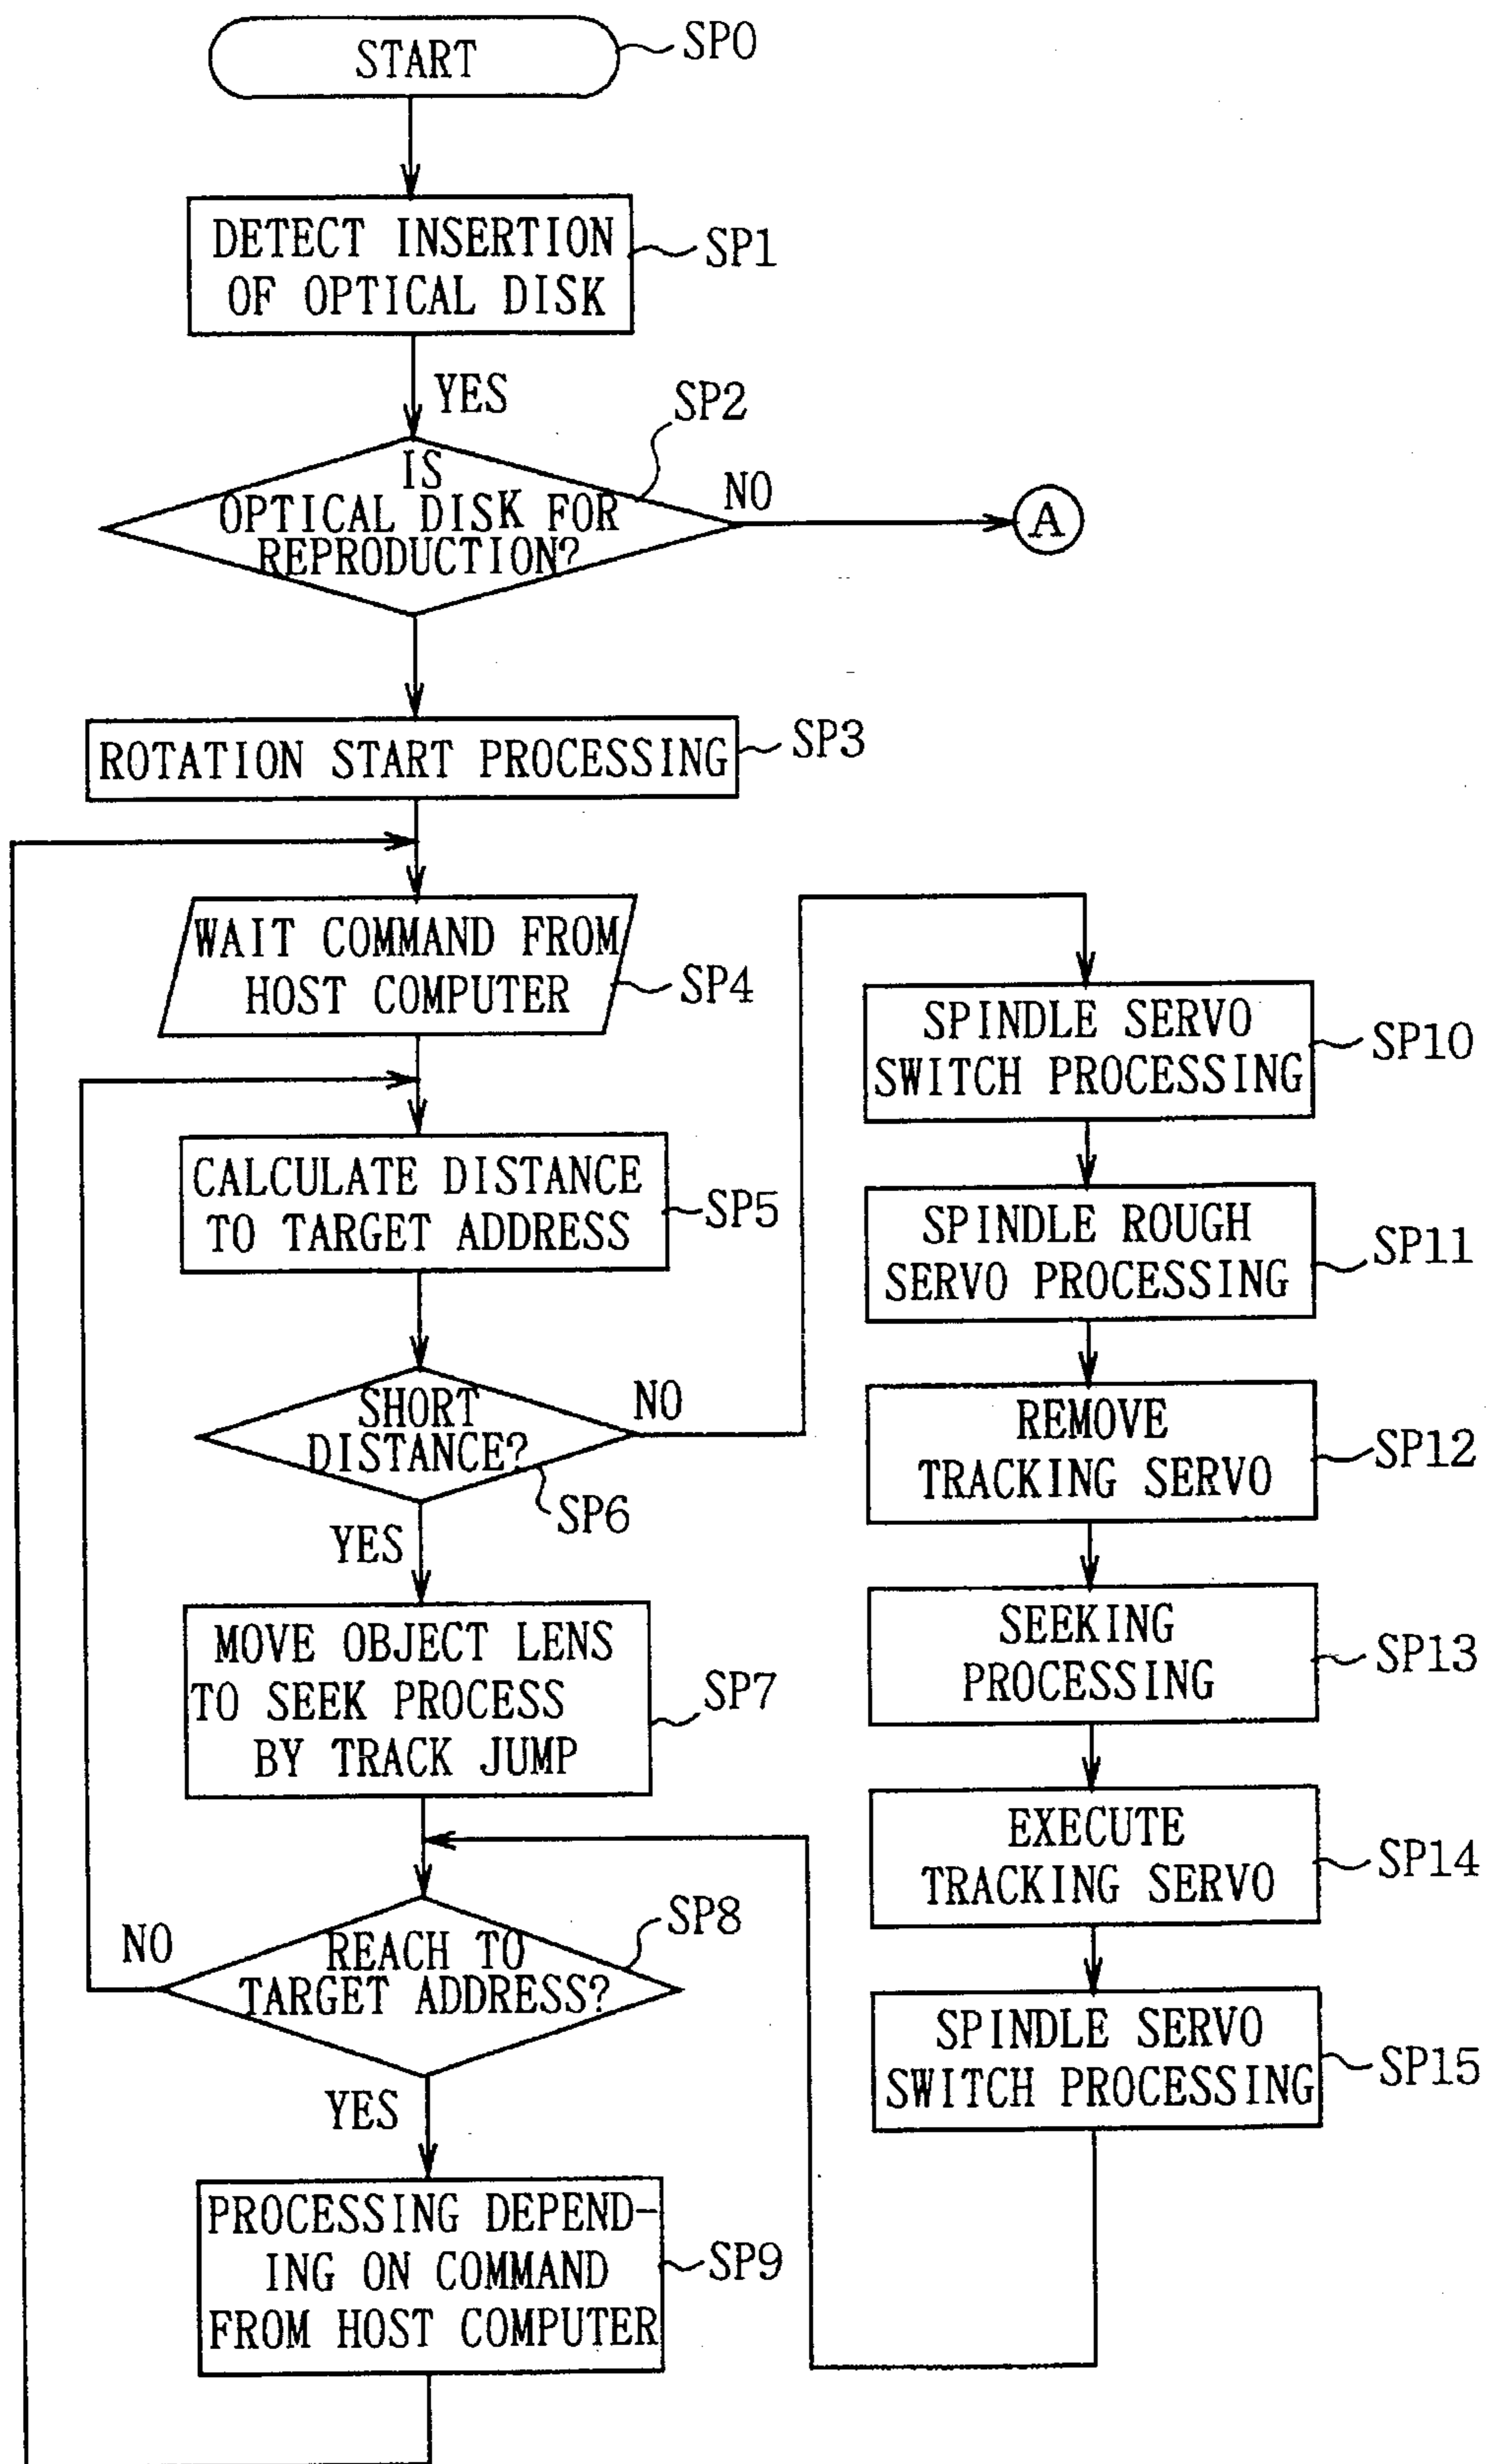 START
SP0
DETECT INSERTION
OF OPTICAL DISK
SP1
YES
SP2
IS
OPTICAL DISK FOR
REPRODUCTION?
NO
A
ROTATION START PROCESSING
SP3
WAIT COMMAND FROM
HOST COMPUTER
SP4
CALCULATE DISTANCE
TO TARGET ADDRESS
SP5
SHORT
DISTANCE?
NO
SP6
YES
MOVE OBJECT LENS
TO SEEK PROCESS
BY TRACK JUMP
SP7
REACH TO
TARGET ADDRESS?
SP8
NO
YES
PROCESSING DEPEND-
ING ON COMMAND
FROM HOST COMPUTER
SP9
SPINDLE SERVO
SWITCH PROCESSING
SP10
SPINDLE ROUGH
SERVO PROCESSING
SP11
REMOVE
TRACKING SERVO
SP12
SEEKING
PROCESSING
SP13
EXECUTE
TRACKING SERVO
SP14
SPINDLE SERVO
SWITCH PROCESSING
SP15